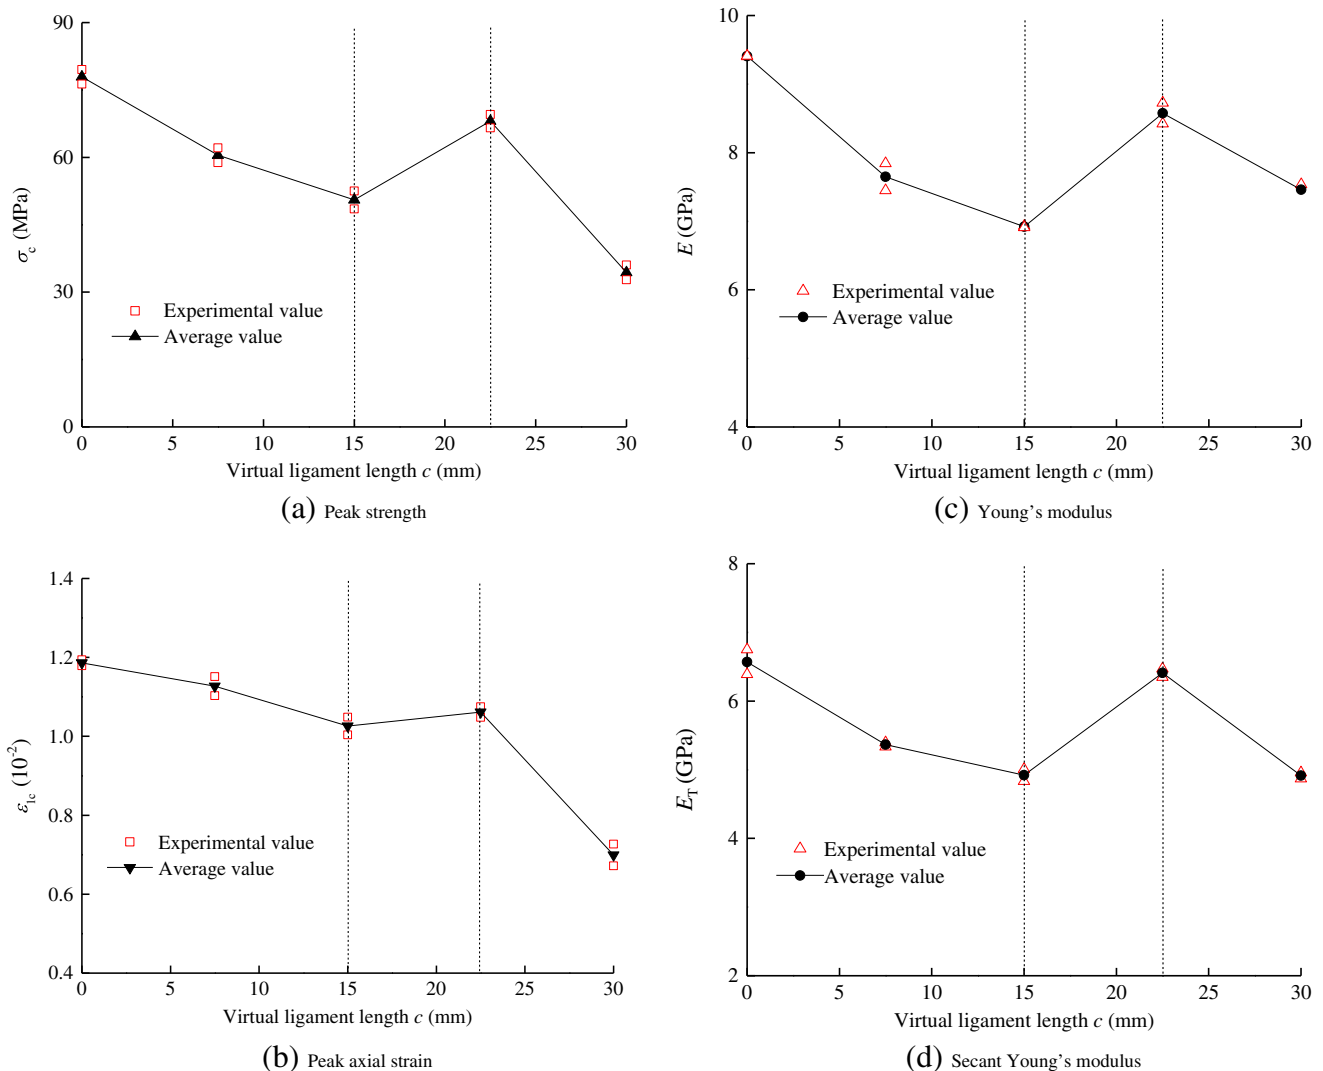 90
60
30
0
σc (MPa)
Experimental value
Average value
0 5 10 15 20 25 30
Virtual ligament length c (mm)
(a) Peak strength
10
8
6
4
E (GPa)
Experimental value
Average value
0 5 10 15 20 25 30
Virtual ligament length c (mm)
(c) Young's modulus
1.4
1.2
1.0
0.8
0.6
0.4
ε1c (10-2)
Experimental value
Average value
0 5 10 15 20 25 30
Virtual ligament length c (mm)
(b) Peak axial strain
8
6
4
2
ET (GPa)
Experimental value
Average value
0 5 10 15 20 25 30
Virtual ligament length c (mm)
(d) Secant Young's modulus